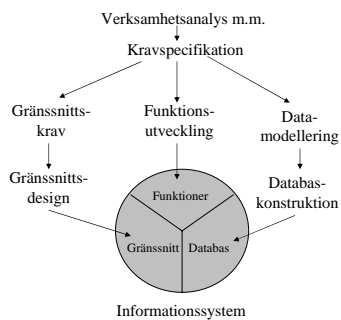 Verksamhetsanalys m.m.
Kravspecifikation
Gränssnitts-
krav
Funktions-
utveckling
Data-
modellering
Gränssnitts-
design
Databas-
konstruktion
Funktioner
Gränssnitt
Databas
Informationssystem